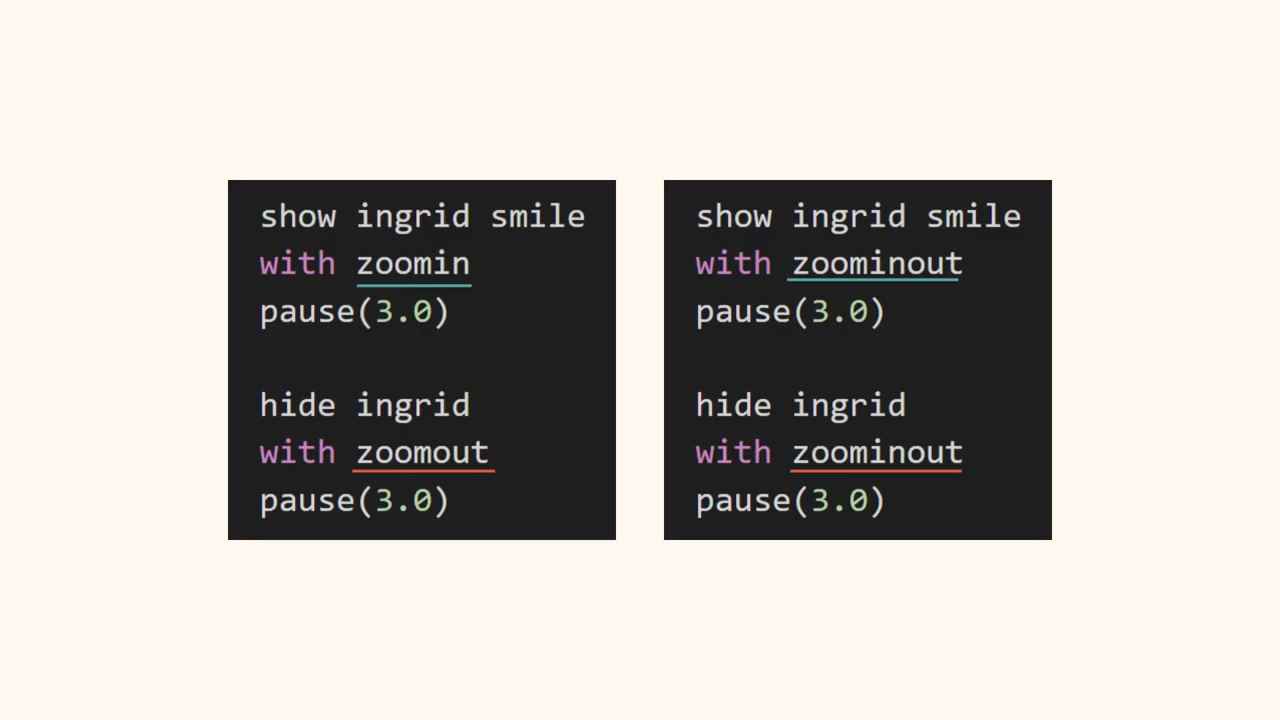 show ingrid smile
with zoomin
pause(3.0)
hide ingrid
with zoomout
pause(3.0)
show ingrid smile
with zoominout
pause(3.0)
hide ingrid
with zoominout
pause(3.0)